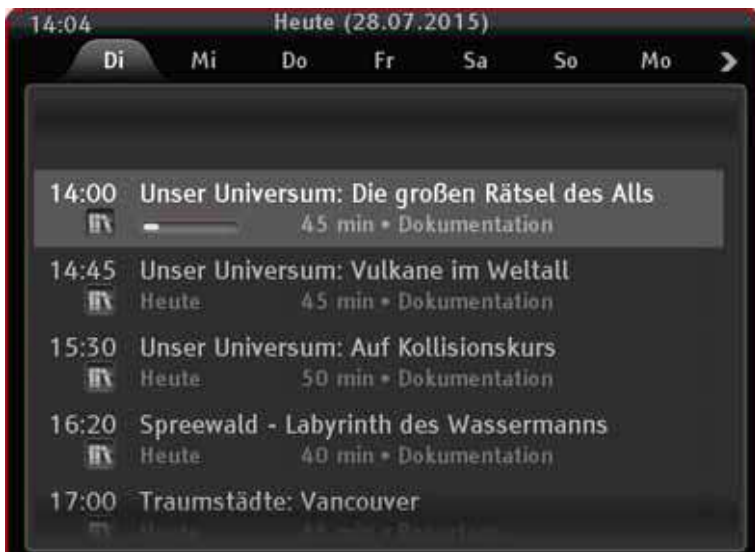 14:04 Heute (28.07.2015)
Di Mi Do Fr Sa So Mo
14:00 Unser Universum: Die großen Rätsel des Alls
45 min • Dokumentation
14:45 Unser Universum: Vulkane im Weltall
Heute 45 min • Dokumentation
15:30 Unser Universum: Auf Kollisionskurs
Heute 50 min • Dokumentation
16:20 Spreewald - Labyrinth des Wassermanns
Heute 40 min • Dokumentation
17:00 Traumstädte: Vancouver
Heute